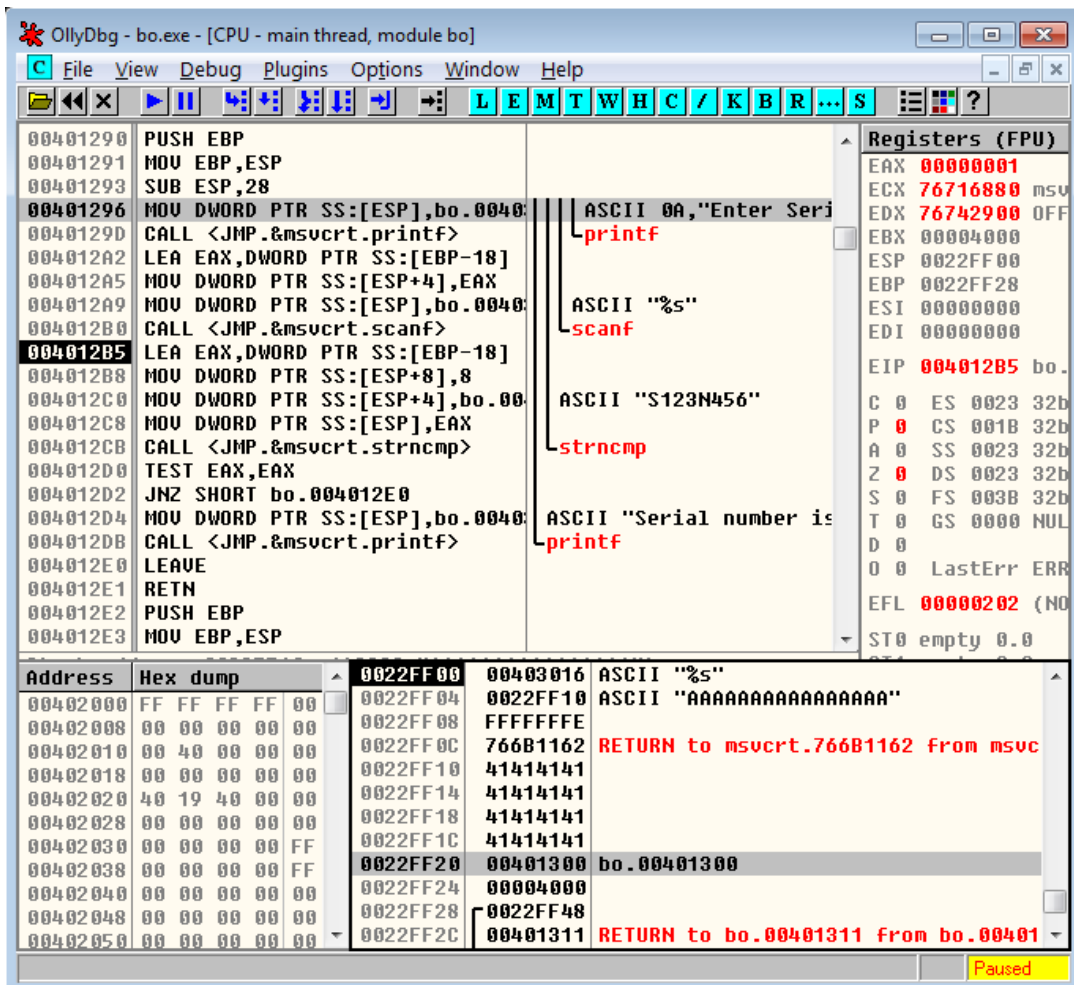 OllyDbg - bo.exe - [CPU - main thread, module bo]
C File View Debug Plugins Options Window Help
L E M T W H C / K B R ... S ?
00401290 PUSH EBP
00401291 MOV EBP,ESP
00401293 SUB ESP,28
00401296 MOV DWORD PTR SS:[ESP],bo.0040 ASCII 0A,"Enter Seri
0040129D CALL <JMP.&msvcrt.printf> printf
004012A2 LEA EAX,DWORD PTR SS:[EBP-18]
004012A5 MOV DWORD PTR SS:[ESP+4],EAX
004012A9 MOV DWORD PTR SS:[ESP],bo.0040 ASCII "%s"
004012B0 CALL <JMP.&msvcrt.scanf> scanf
004012B5 LEA EAX,DWORD PTR SS:[EBP-18]
004012B8 MOV DWORD PTR SS:[ESP+8],8
004012C0 MOV DWORD PTR SS:[ESP+4],bo.00 ASCII "S123N456"
004012C8 MOV DWORD PTR SS:[ESP],EAX
004012CB CALL <JMP.&msvcrt.strncmp> strncmp
004012D0 TEST EAX,EAX
004012D2 JNZ SHORT bo.004012E0
004012D4 MOV DWORD PTR SS:[ESP],bo.0040 ASCII "Serial number is
004012DB CALL <JMP.&msvcrt.printf> printf
004012E0 LEAVE
004012E1 RETN
004012E2 PUSH EBP
004012E3 MOV EBP,ESP
Registers (FPU)
EAX 00000001
ECX 76716880 msv
EDX 76742900 OFF
EBX 00004000
ESP 0022FF00
EBP 0022FF28
ESI 00000000
EDI 00000000
EIP 004012B5 bo.
C 0 ES 0023 32b
P 0 CS 001B 32b
A 0 SS 0023 32b
Z 0 DS 0023 32b
S 0 FS 003B 32b
T 0 GS 0000 NUL
D 0
O 0 LastErr ERR
EFL 00000202 (NO
ST0 empty 0.0
Address Hex dump
00402000 FF FF FF FF 00
00402008 00 00 00 00 00
00402010 00 40 00 00 00
00402018 00 00 00 00 00
00402020 40 19 40 00 00
00402028 00 00 00 00 00
00402030 00 00 00 00 FF
00402038 00 00 00 00 FF
00402040 00 00 00 00 00
00402048 00 00 00 00 00
00402050 00 00 00 00 00
0022FF00 00403016 ASCII "%s"
0022FF04 0022FF10 ASCII "AAAAAAAAAAAAAAAA"
0022FF08 FFFFFFFE
0022FF0C 766B1162 RETURN to msvcrt.766B1162 from msvc
0022FF10 41414141
0022FF14 41414141
0022FF18 41414141
0022FF1C 41414141
0022FF20 00401300 bo.00401300
0022FF24 00004000
0022FF28 0022FF48
0022FF2C 00401311 RETURN to bo.00401311 from bo.00401
Paused